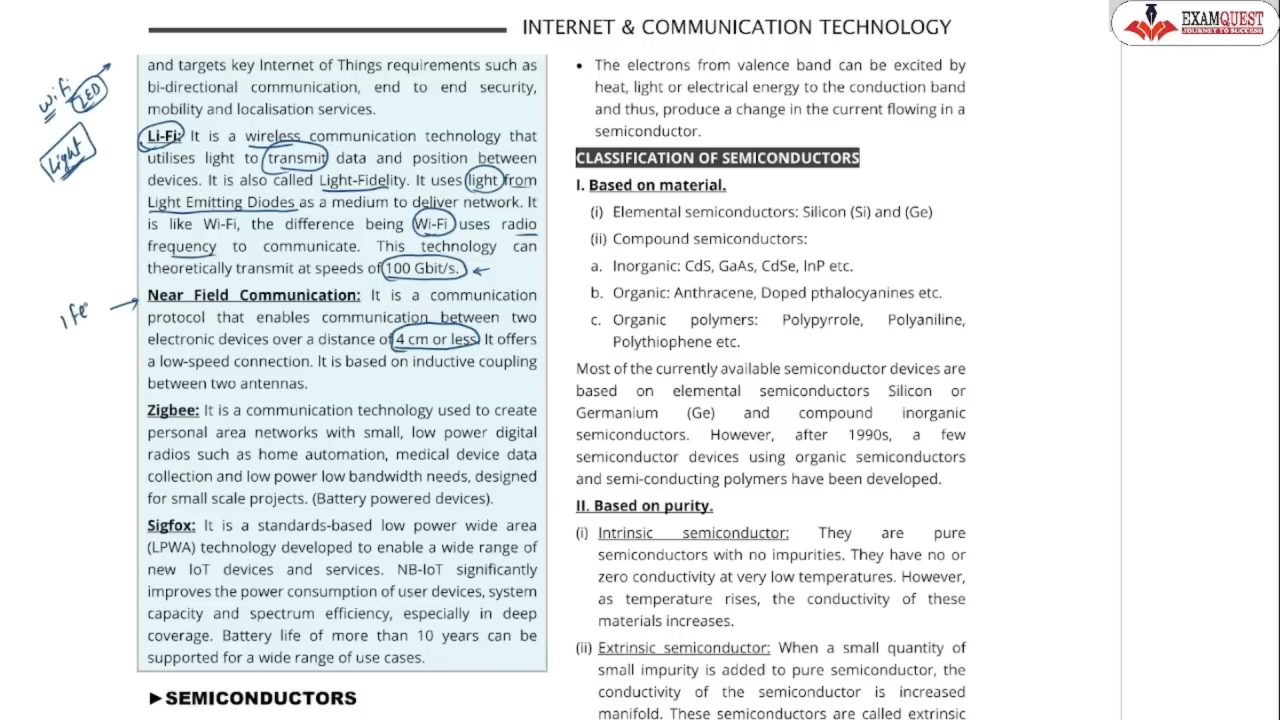 INTERNET & COMMUNICATION TECHNOLOGY
EXAMQUEST
JOURNEY TO SUCCESS
wifi
LED
Light
and targets key Internet of Things requirements such as
bi-directional communication, end to end security,
mobility and localisation services.
Li-Fi: It is a wireless communication technology that
utilises light to transmit data and position between
devices. It is also called Light-Fidelity. It uses light from
Light Emitting Diodes as a medium to deliver network. It
is like Wi-Fi, the difference being Wi-Fi uses radio
frequency to communicate. This technology can
theoretically transmit at speeds of 100 Gbit/s.
Near Field Communication: It is a communication
protocol that enables communication between two
electronic devices over a distance of 4 cm or less. It offers
a low-speed connection. It is based on inductive coupling
between two antennas.
Zigbee: It is a communication technology used to create
personal area networks with small, low power digital
radios such as home automation, medical device data
collection and low power low bandwidth needs, designed
for small scale projects. (Battery powered devices).
Sigfox: It is a standards-based low power wide area
(LPWA) technology developed to enable a wide range of
new IoT devices and services. NB-IoT significantly
improves the power consumption of user devices, system
capacity and spectrum efficiency, especially in deep
coverage. Battery life of more than 10 years can be
supported for a wide range of use cases.
►SEMICONDUCTORS
• The electrons from valence band can be excited by
heat, light or electrical energy to the conduction band
and thus, produce a change in the current flowing in a
semiconductor.
CLASSIFICATION OF SEMICONDUCTORS
I. Based on material.
(i) Elemental semiconductors: Silicon (Si) and (Ge)
(ii) Compound semiconductors:
a. Inorganic: CdS, GaAs, CdSe, InP etc.
b. Organic: Anthracene, Doped pthalocyanines etc.
c. Organic polymers: Polypyrrole, Polyaniline,
Polythiophene etc.
Most of the currently available semiconductor devices are
based on elemental semiconductors Silicon or
Germanium (Ge) and compound inorganic
semiconductors. However, after 1990s, a few
semiconductor devices using organic semiconductors
and semi-conducting polymers have been developed.
II. Based on purity.
(i) Intrinsic semiconductor: They are pure
semiconductors with no impurities. They have no or
zero conductivity at very low temperatures. However,
as temperature rises, the conductivity of these
materials increases.
(ii) Extrinsic semiconductor: When a small quantity of
small impurity is added to pure semiconductor, the
conductivity of the semiconductor is increased
manifold. These semiconductors are called extrinsic